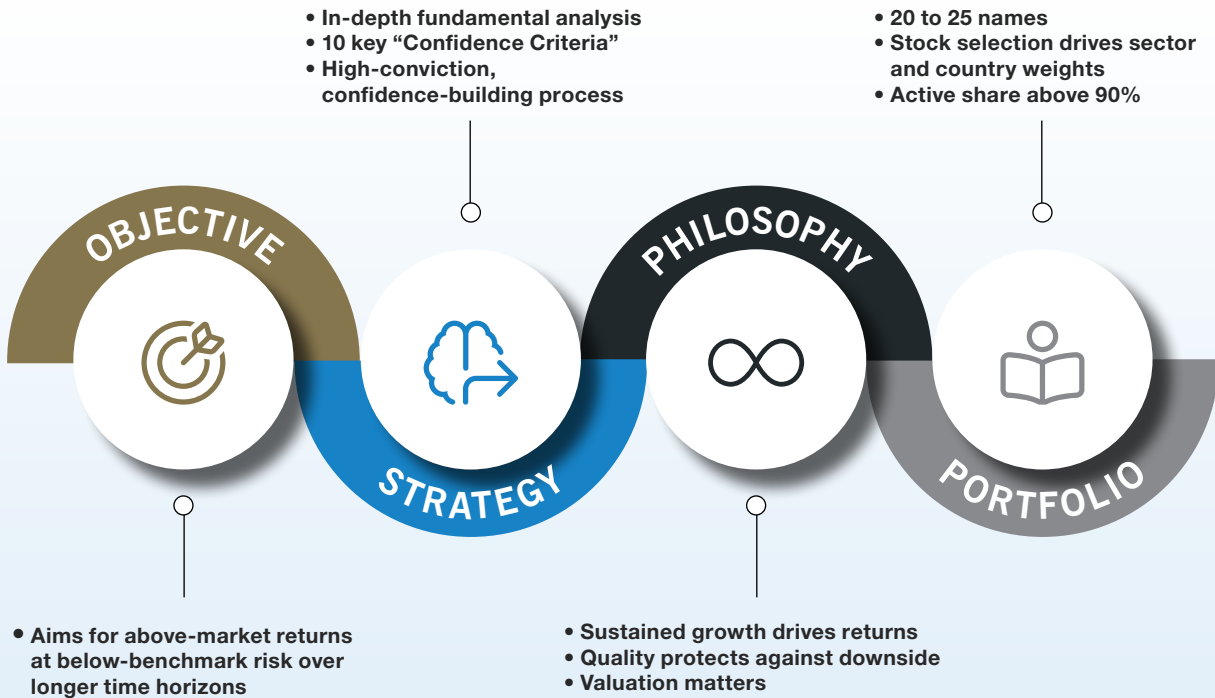 • In-depth fundamental analysis
• 10 key “Confidence Criteria”
• High-conviction,
confidence-building process
• 20 to 25 names
• Stock selection drives sector
and country weights
• Active share above 90%
OBJECTIVE
STRATEGY
PHILOSOPHY
PORTFOLIO
• Aims for above-market returns
at below-benchmark risk over
longer time horizons
• Sustained growth drives returns
• Quality protects against downside
• Valuation matters